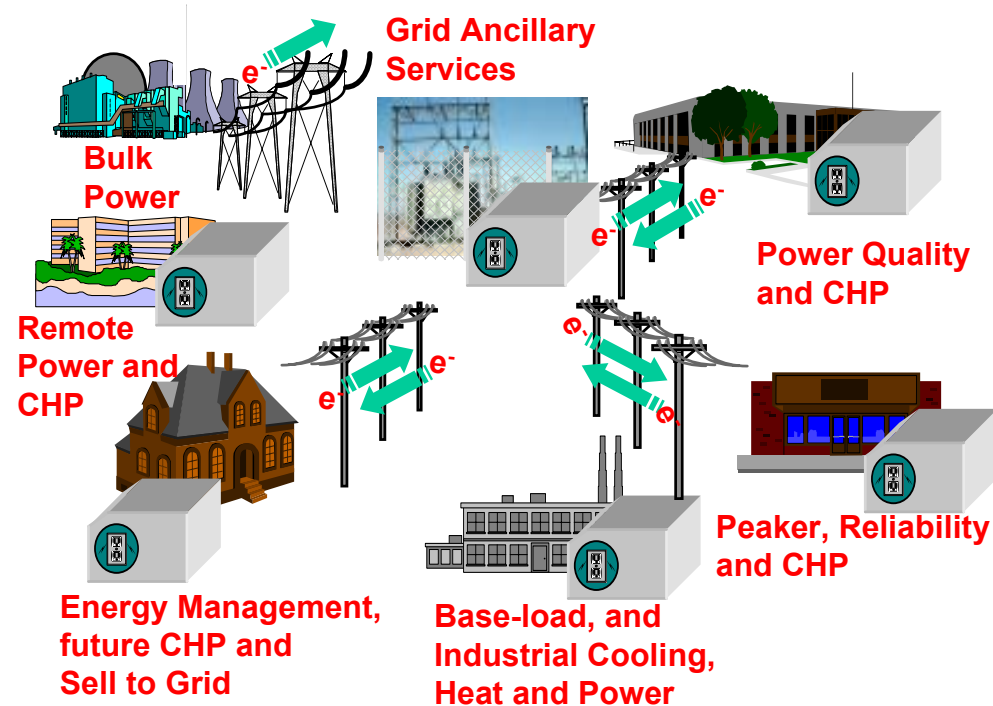 Grid Ancillary
Services
e-
Bulk
Power
e-
e-
Power Quality
and CHP
Remote
Power and
CHP
e-
e-
e-
e-
Peaker, Reliability
and CHP
Energy Management,
future CHP and
Sell to Grid
Base-load, and
Industrial Cooling,
Heat and Power